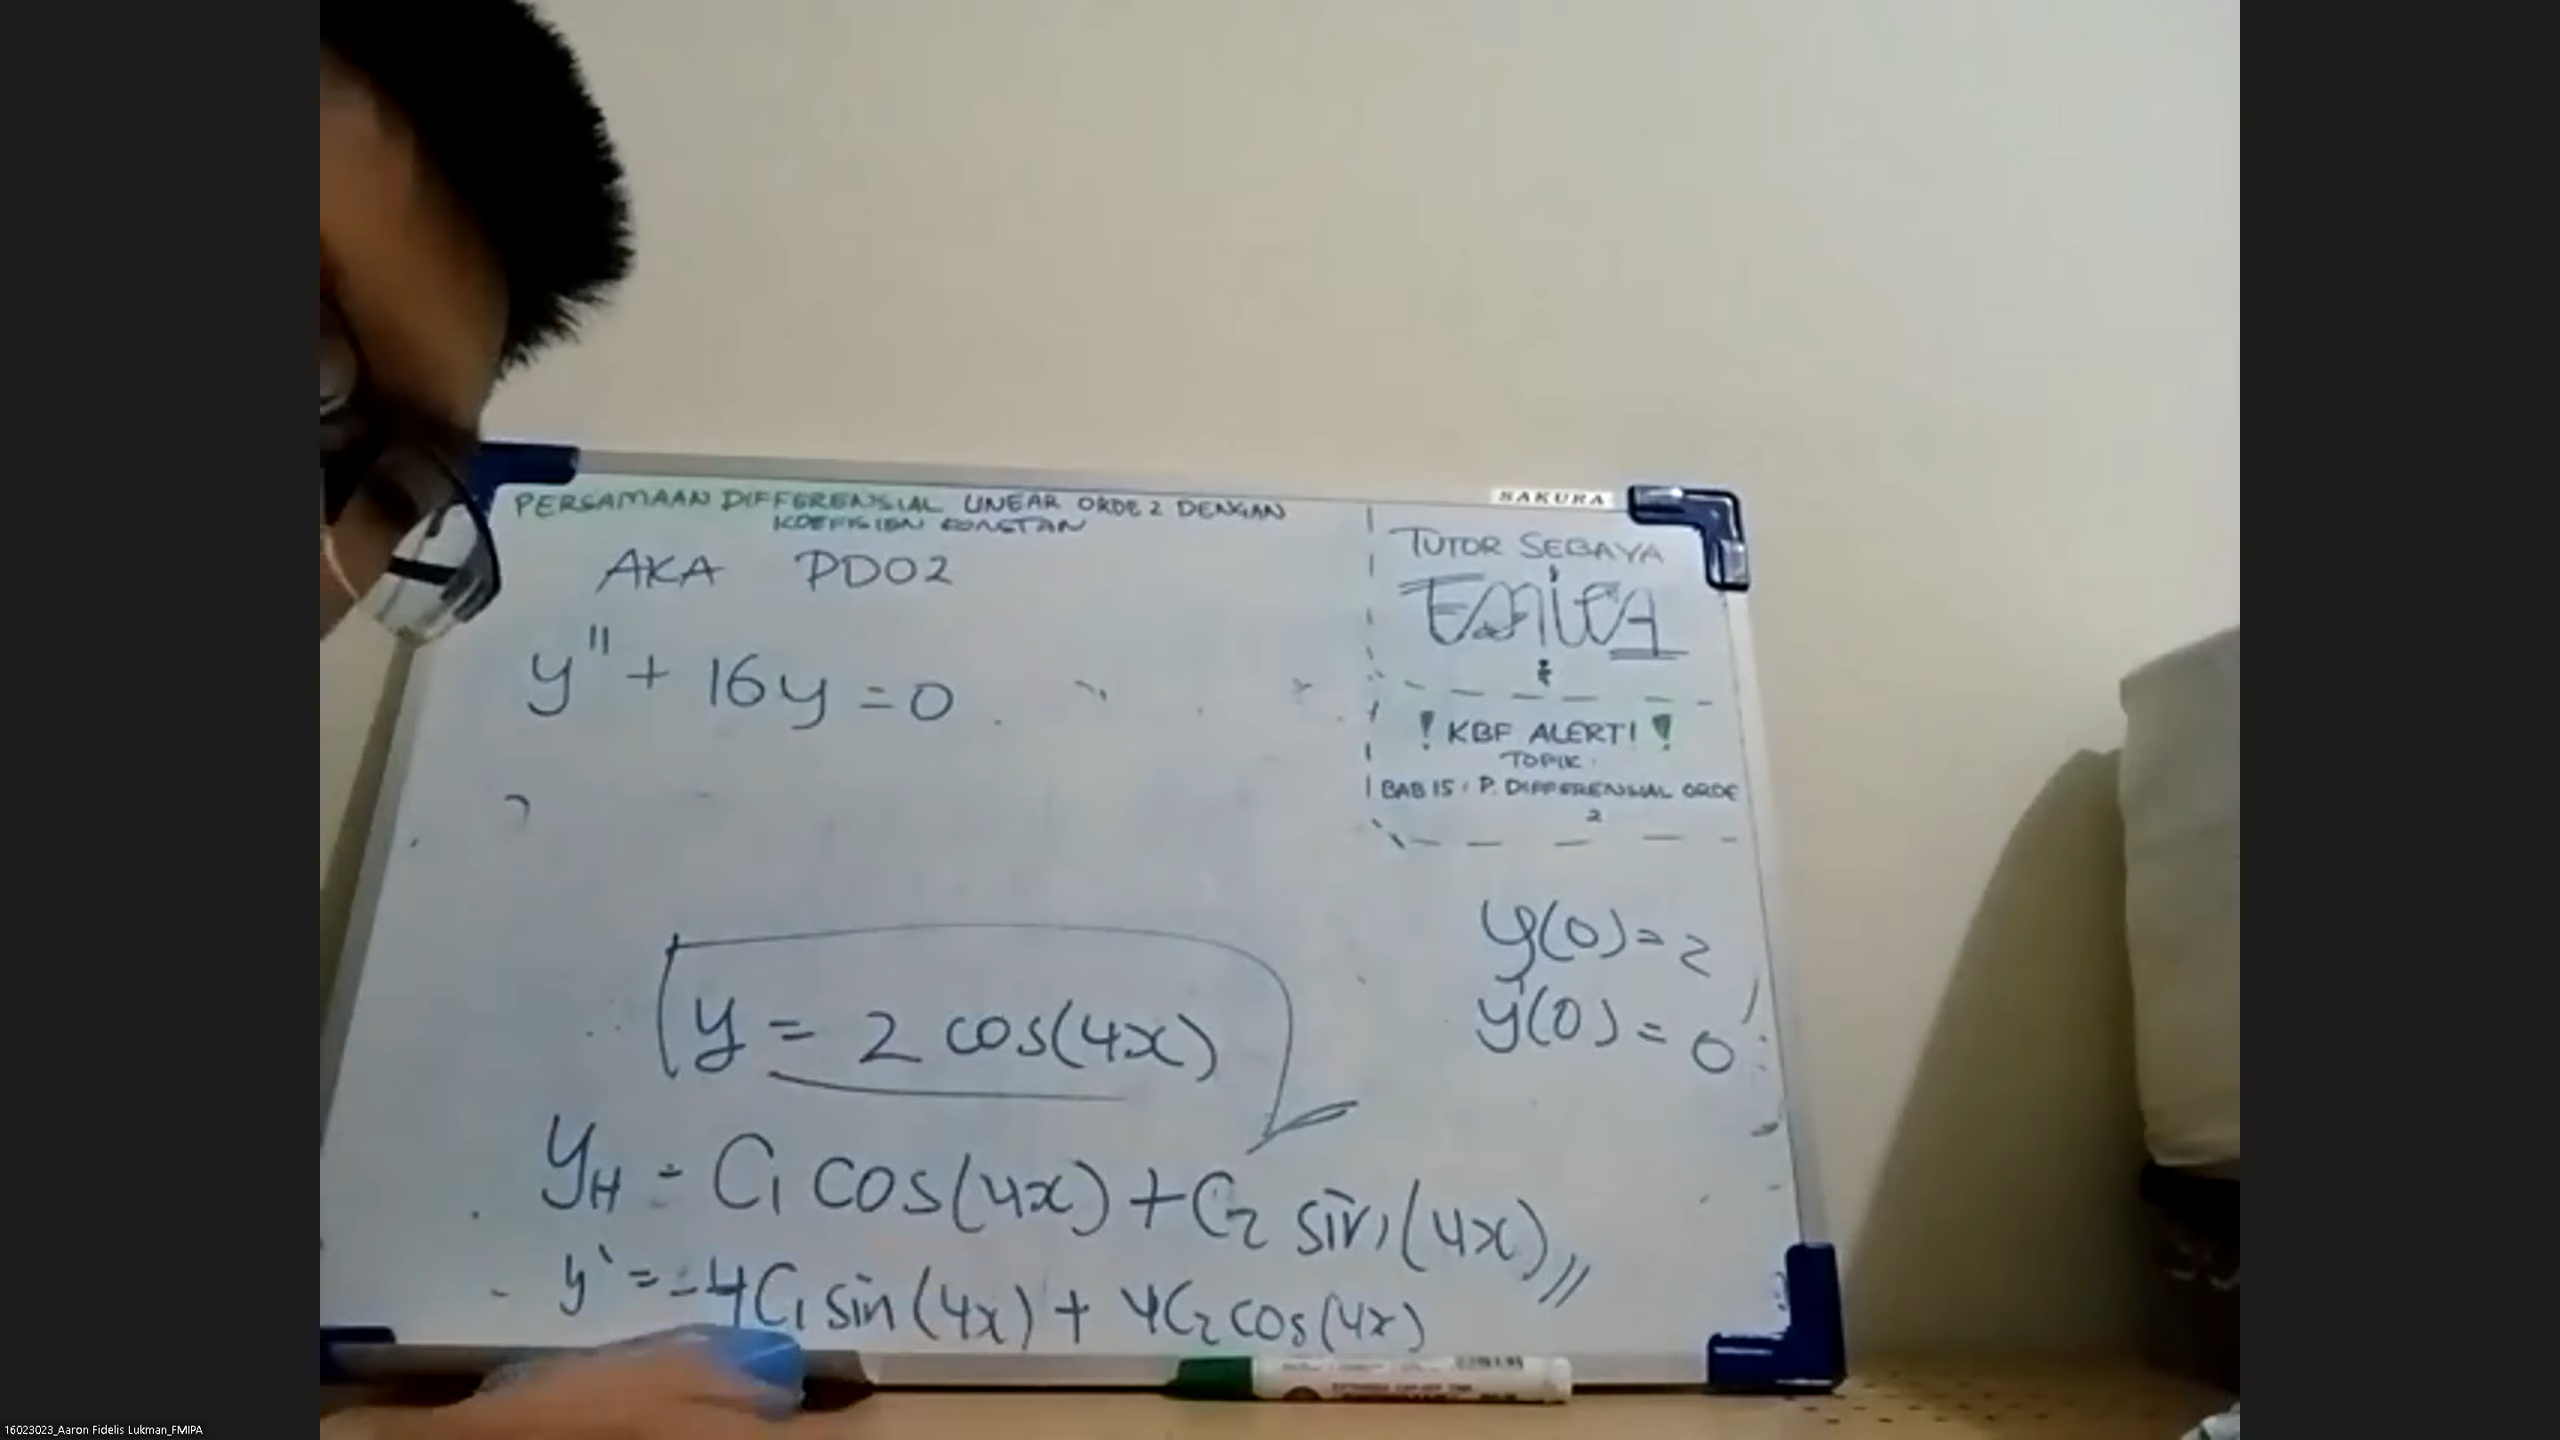 PERSAMAAN DIFFERENSIAL LINEAR ORDE 2 DENGAN
KOEFISIEN KONSTAN
AKA PDO2
y" + 16y = 0
SAKURA
TUTOR SEBAYA
! KBF ALERT! !
TOPIK:
BAB 15: P. DIFFERENSIAL ORDE
2
y(0) = 2
y'(0) = 0
y = 2 cos(4x)
yH = C1 cos(4x) + C2 sin(4x)//
y' = -4C1 sin(4x) + 4C2 cos(4x)
16023023_Aaron Fidelis Lukman_FMIPA